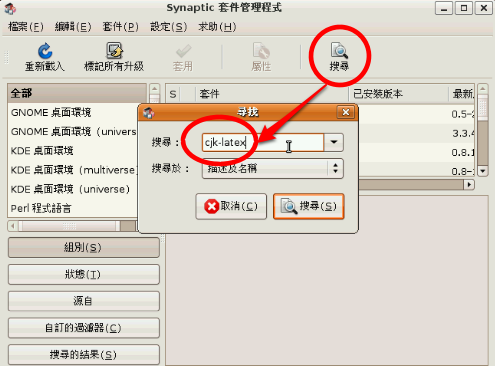 Synaptic 套件管理程式
檔案(F) 編輯(E) 套件(P) 設定(S) 求助(H)
重新載入 標記所有升級 套用 屬性 搜尋
全部
S 套件 已安裝版本 最新
GNOME 桌面環境
GNOME 桌面環境 (univers
KDE 桌面環境
KDE 桌面環境 (multiverse)
KDE 桌面環境 (universe)
Perl 程式語言
0.5-2
3.3.4
0.8.1
0.8-1
尋找
搜尋：
cjk-latex
搜尋於：
描述及名稱
取消(C)
搜尋(S)
組別(S)
狀態(T)
源自
自訂的過濾器(C)
搜尋的結果(S)